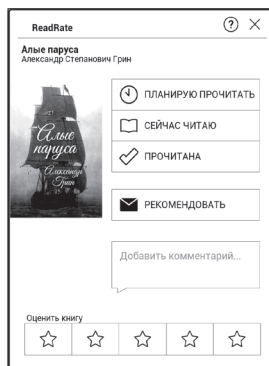 ReadRate
Алые паруса
Александр Степанович Грин
Алые
паруса
Александр
Грин
ПЛАНИРУЮ ПРОЧИТАТЬ
СЕЙЧАС ЧИТАЮ
ПРОЧИТАНА
РЕКОМЕНДОВАТЬ
Добавить комментарий...
Оценить книгу